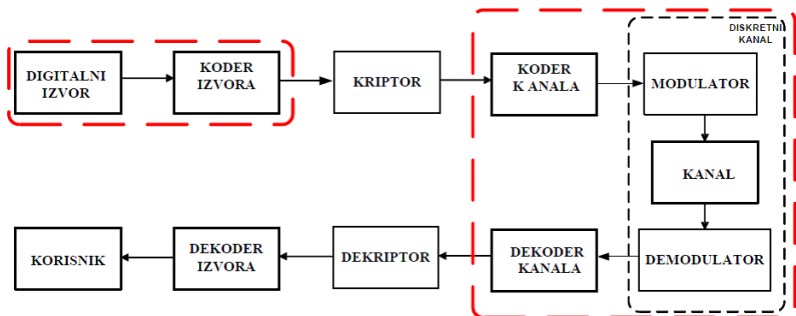 DISKRETNI
KANAL
DIGITALNI
IZVOR
KODER
IZVORA
KRIPTOR
KODER
K ANALA
MODULATOR
KANAL
KORISNIK
DEKODER
IZVORA
DEKRIPTOR
DEKODER
KANALA
DEMODULATOR